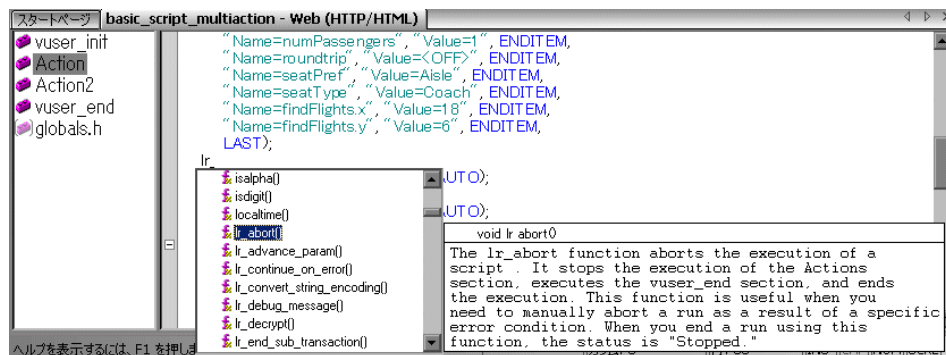 スタートページ basic_script_multiaction - Web (HTTP/HTML)
vuser_init
Action
Action2
vuser_end
globals.h
"Name=numPassengers", "Value=1", ENDITEM,
"Name=roundtrip", "Value=<OFF>", ENDITEM,
"Name=seatPref", "Value=Aisle", ENDITEM,
"Name=seatType", "Value=Coach", ENDITEM,
"Name=findFlights.x", "Value=18", ENDITEM,
"Name=findFlights.y", "Value=6", ENDITEM,
LAST);
lr_
isalpha()
isdigit()
localtime()
lr_abort()
lr_advance_param()
lr_continue_on_error()
lr_convert_string_encoding()
lr_debug_message()
lr_decrypt()
lr_end_sub_transaction()
UTO);
UTO);
void lr abort()
The lr_abort function aborts the execution of a
script . It stops the execution of the Actions
section, executes the vuser_end section, and ends
the execution. This function is useful when you
need to manually abort a run as a result of a specific
error condition. When you end a run using this
function, the status is "Stopped."
ヘルプを表示するには、F1 を押しま